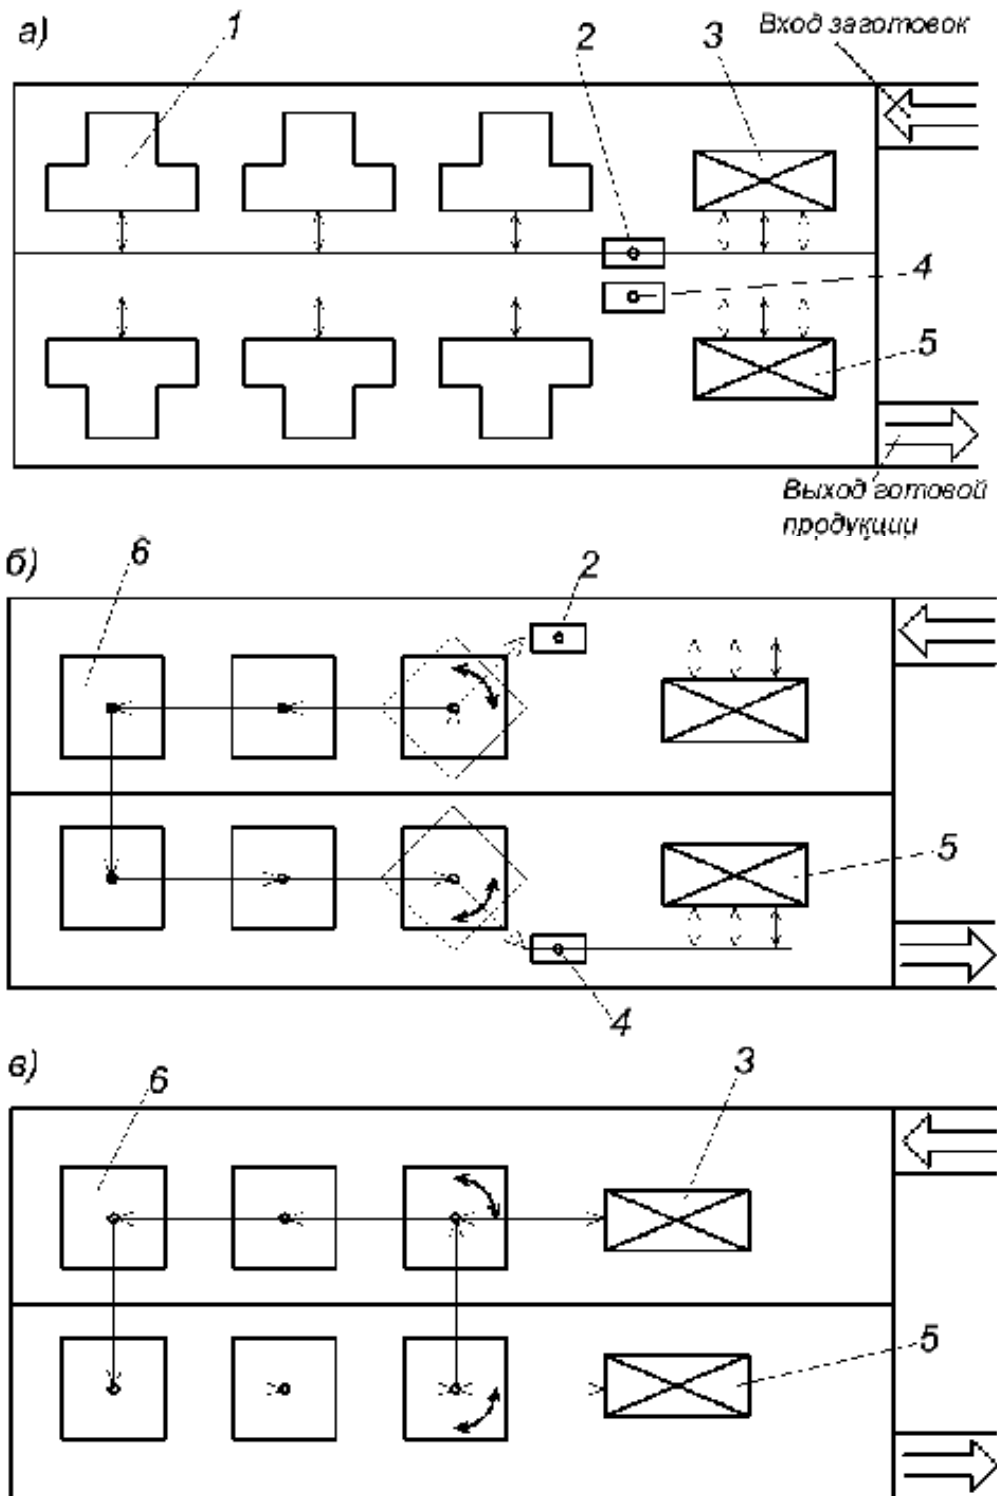 а) 1 2 3 Вход заготовок
4
5
Выход готовой
продукции
б) 6 2
5
4
в) 6 3
5